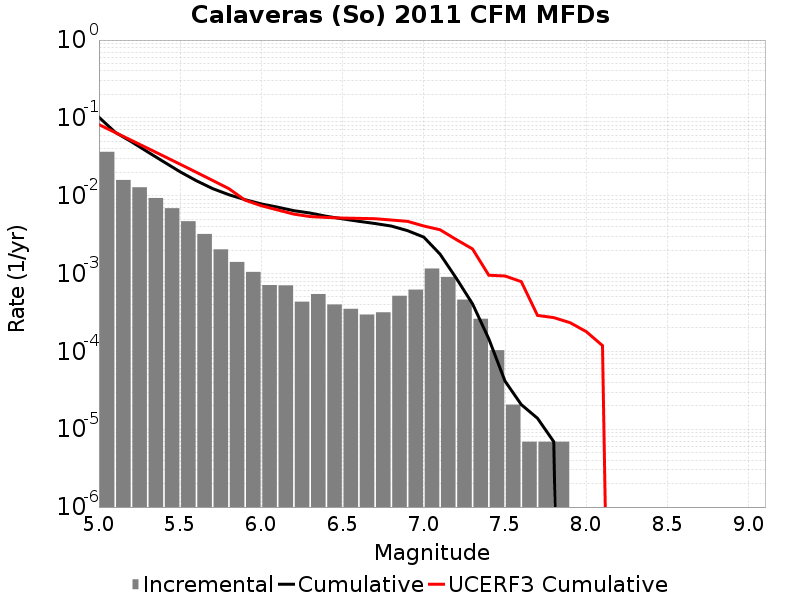 Calaveras (So) 2011 CFM MFDs
10^0
10^-1
10^-2
10^-3
10^-4
10^-5
10^-6
Rate (1/yr)
5.0 5.5 6.0 6.5 7.0 7.5 8.0 8.5 9.0
Magnitude
Incremental Cumulative UCERF3 Cumulative